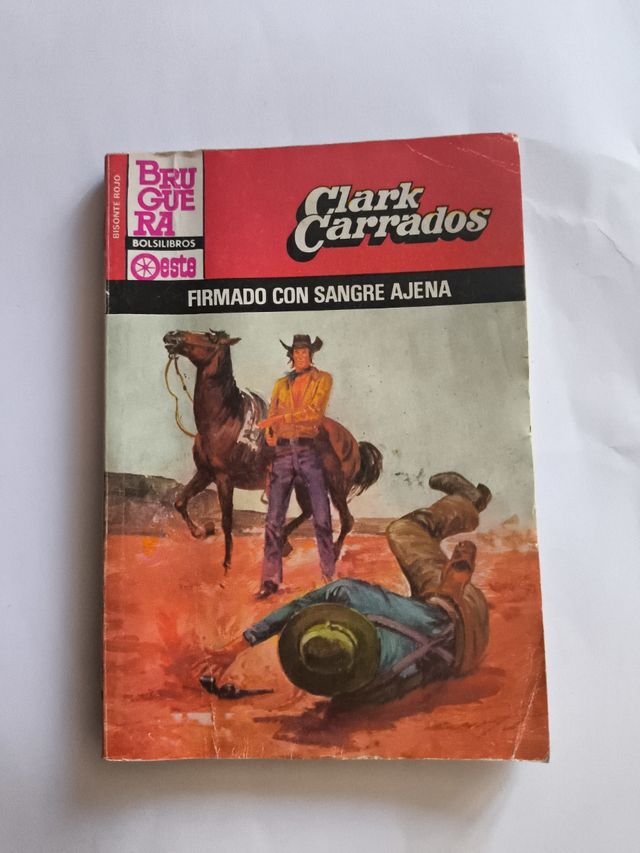 BISONTE ROJO
BRU
GUE
RA
BOLSILIBROS
Oeste
Clark
Carrados
FIRMADO CON SANGRE AJENA